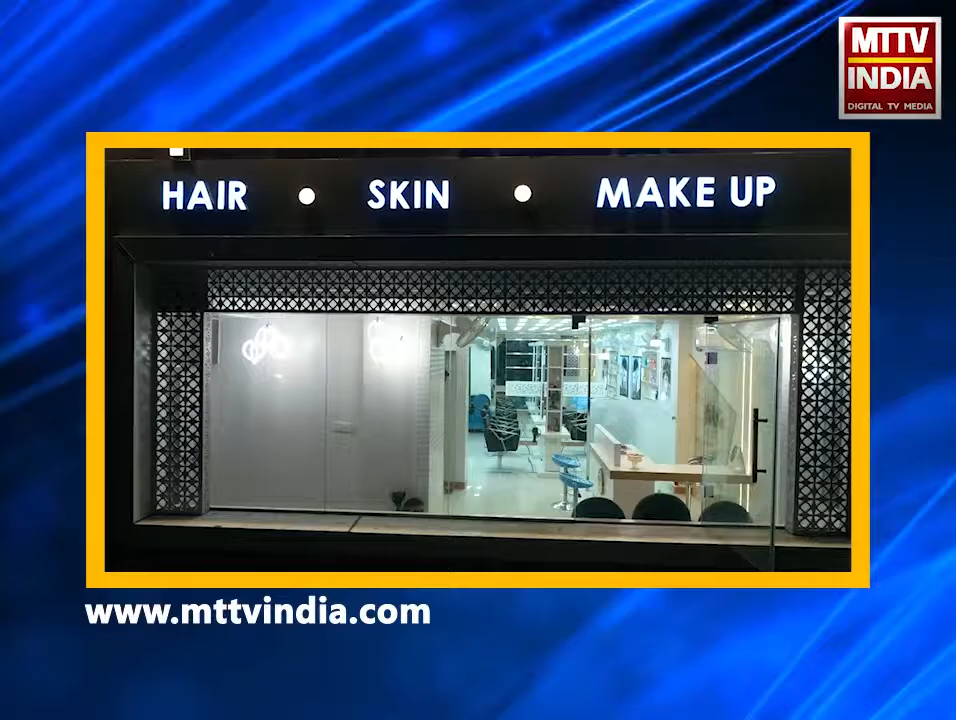 MTTV
INDIA
DIGITAL TV MEDIA
HAIR • SKIN • MAKE UP
www.mttvindia.com